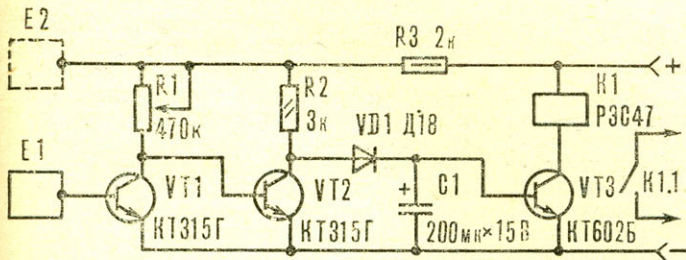 E2
R3 2к
+
R1
470к
R2
3к
K1
РЭС47
VD1 Д18
E1
VT1
VT2
+
C1
VT3
K1.1
КТ315Г
КТ315Г
200мк×15В
КТ602Б
-